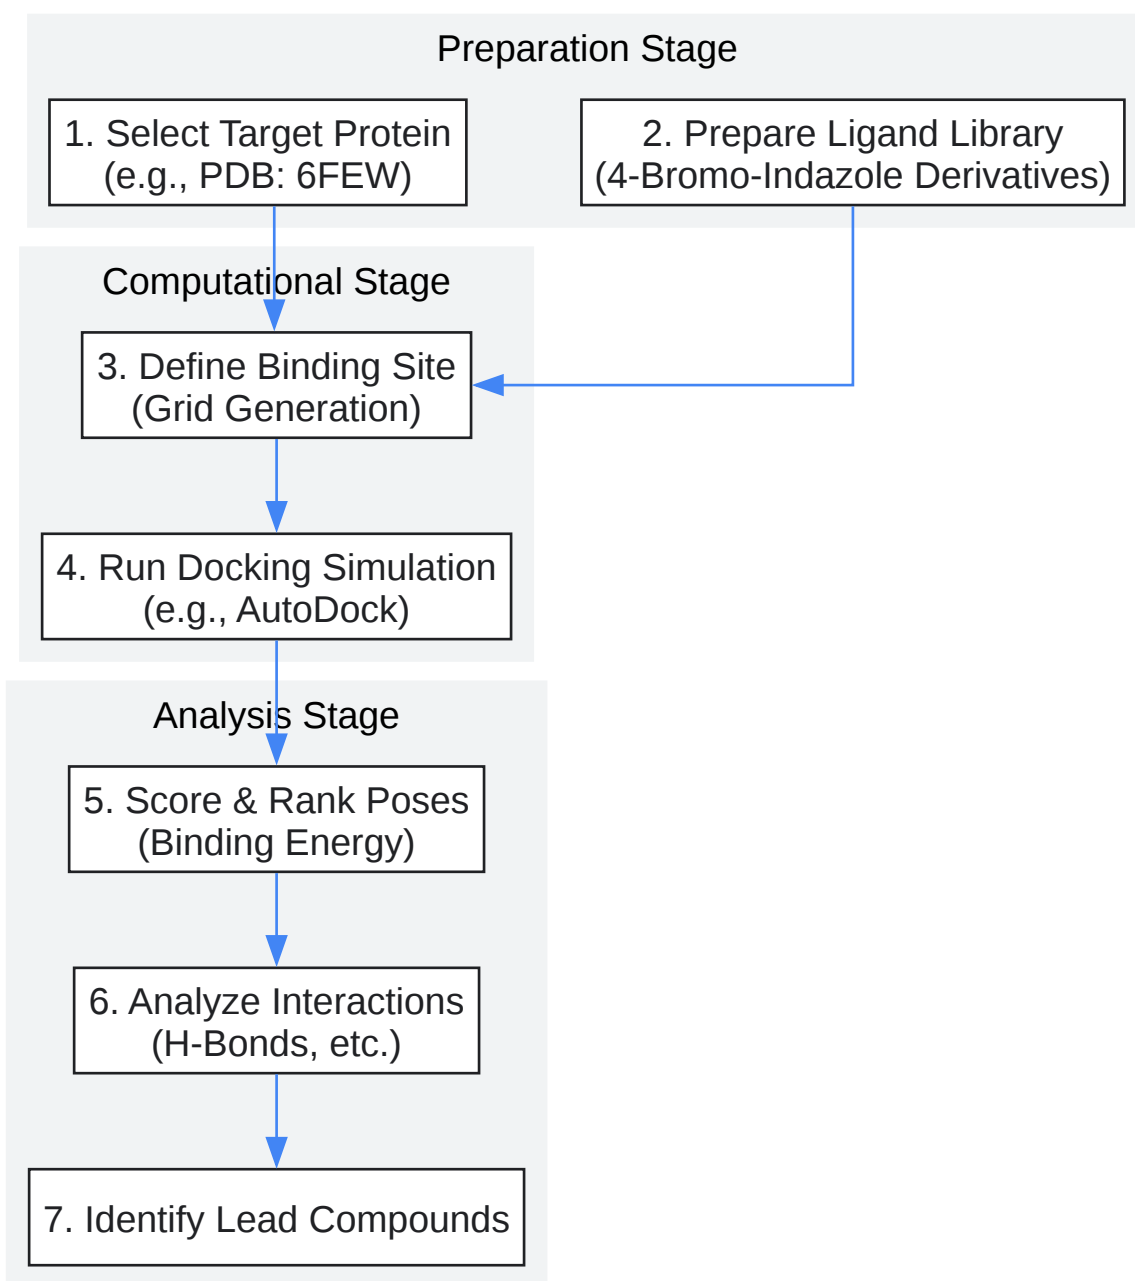 Preparation Stage
1. Select Target Protein
(e.g., PDB: 6FEW)
2. Prepare Ligand Library
(4-Bromo-Indazole Derivatives)
Computational Stage
3. Define Binding Site
(Grid Generation)
4. Run Docking Simulation
(e.g., AutoDock)
Analysis Stage
5. Score & Rank Poses
(Binding Energy)
6. Analyze Interactions
(H-Bonds, etc.)
7. Identify Lead Compounds